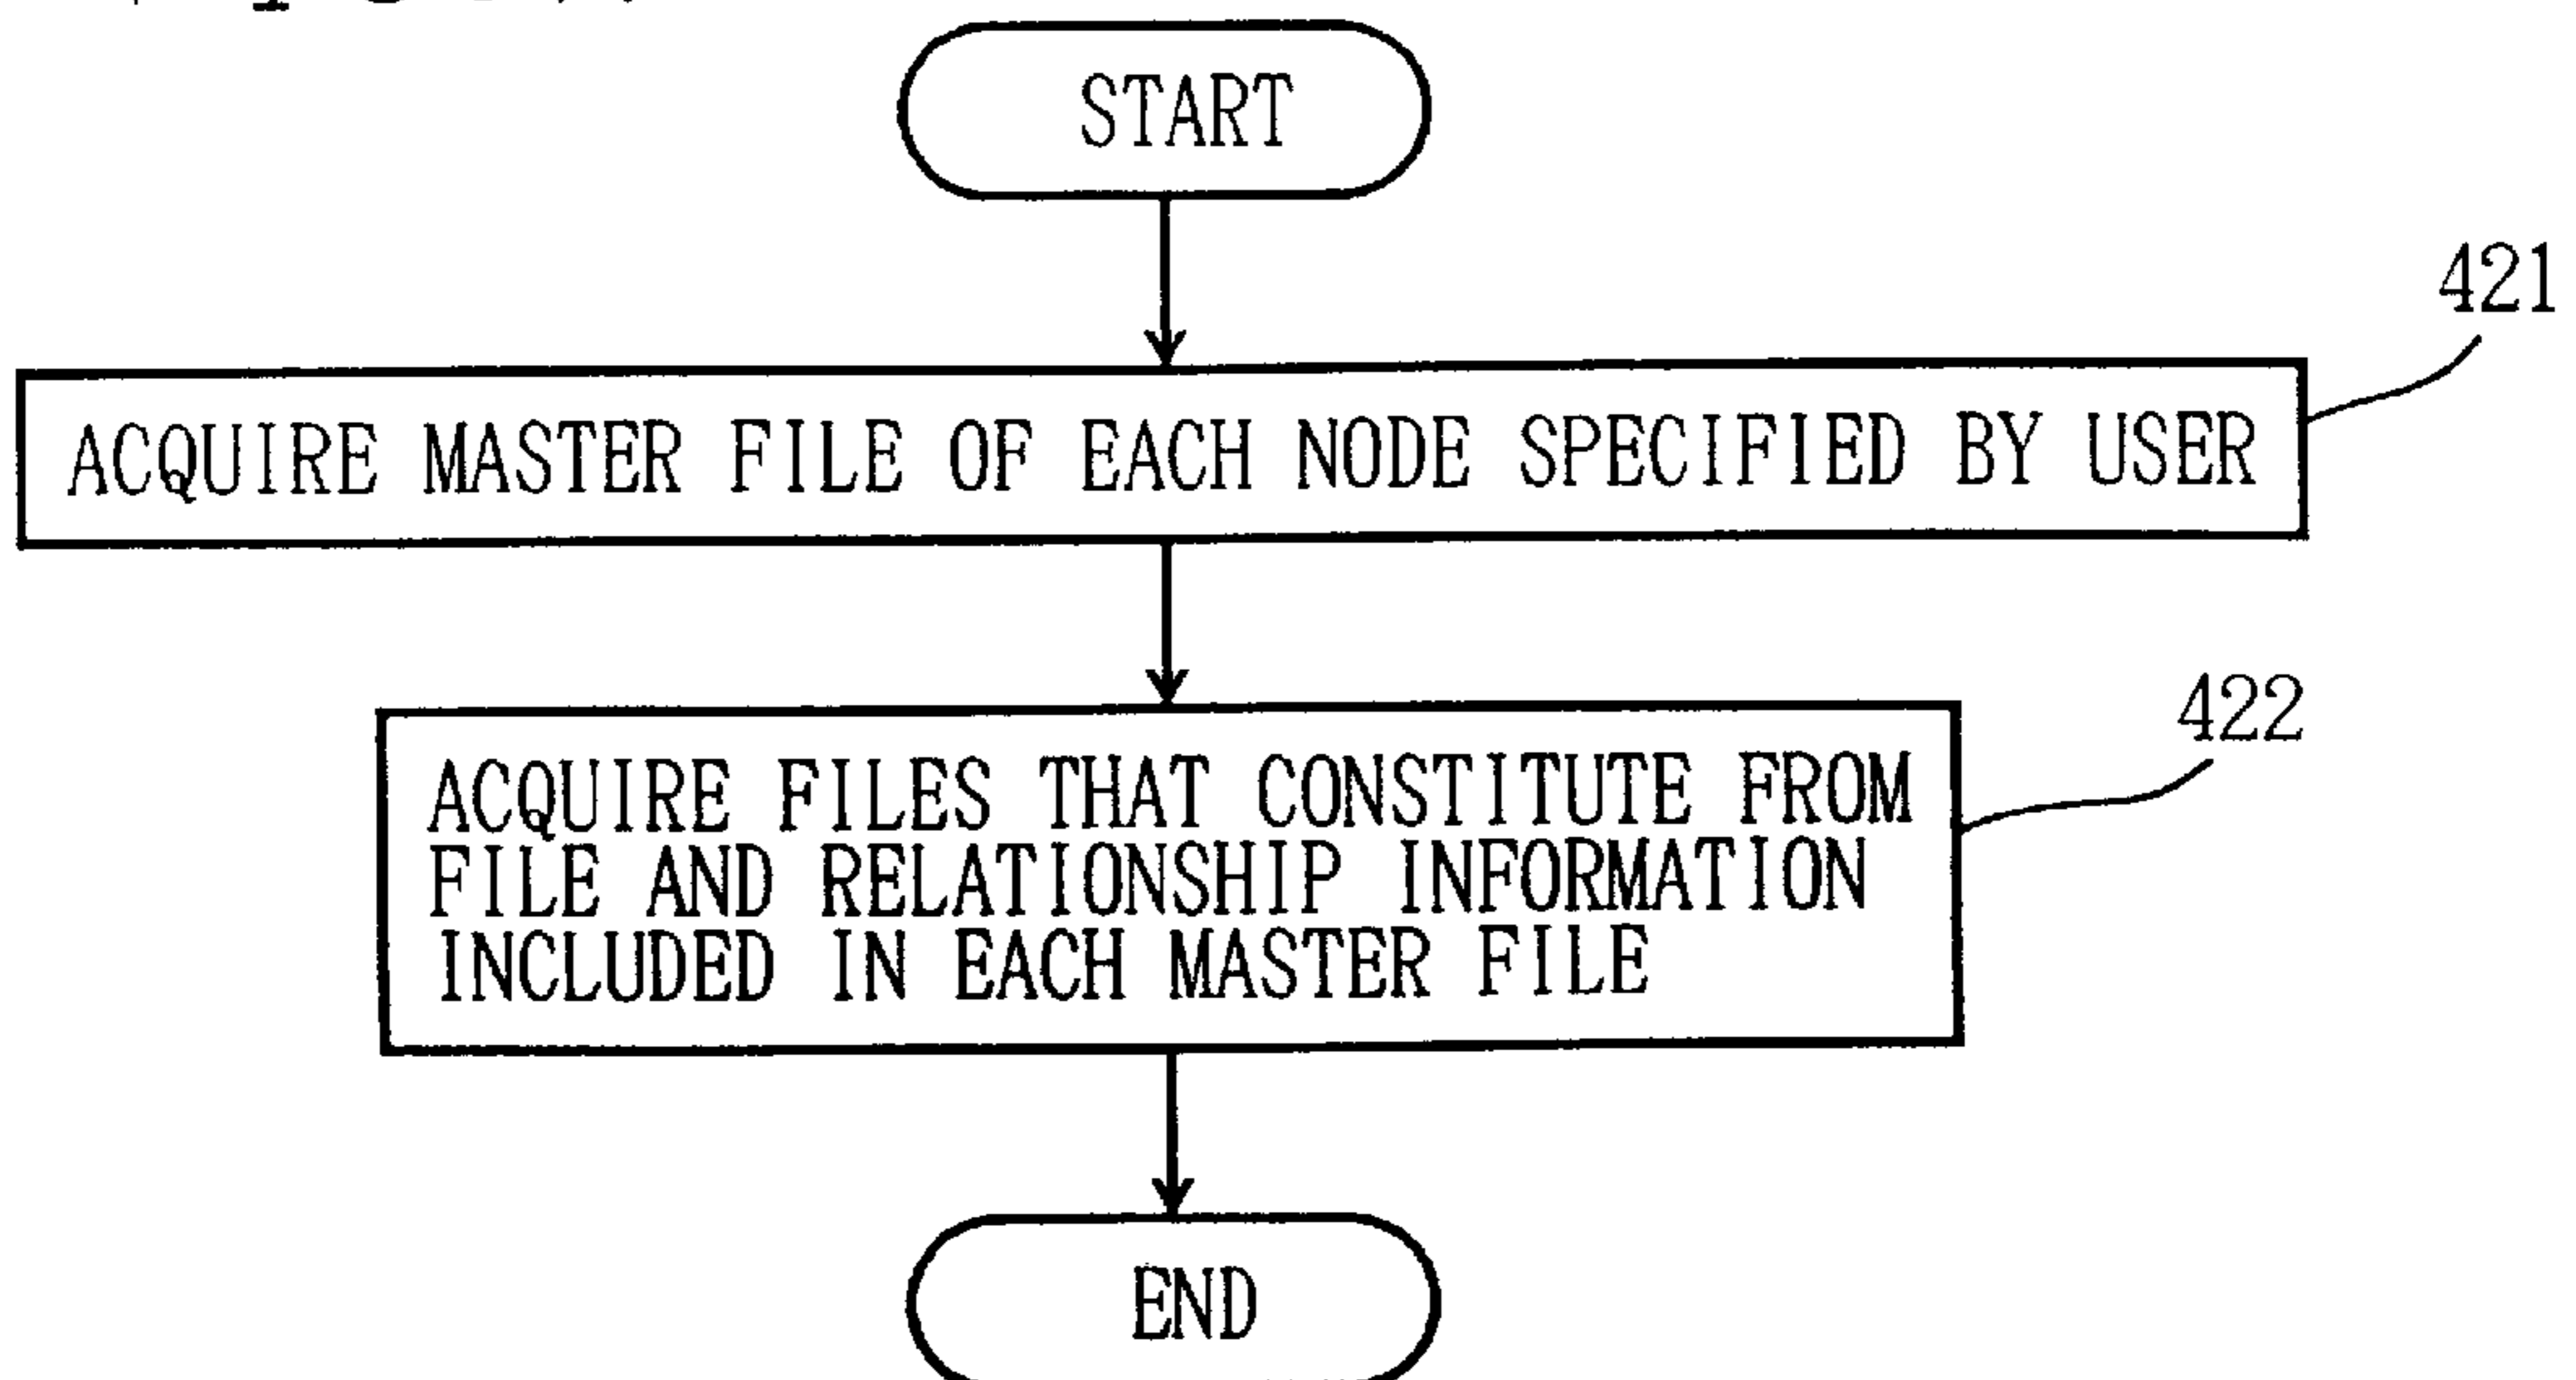 START
421
ACQUIRE MASTER FILE OF EACH NODE SPECIFIED BY USER
422
ACQUIRE FILES THAT CONSTITUTE FROM
FILE AND RELATIONSHIP INFORMATION
INCLUDED IN EACH MASTER FILE
END